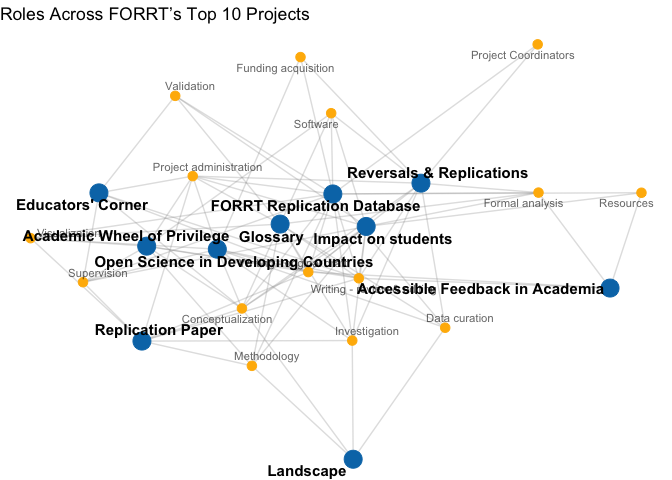 Roles Across FORRT's Top 10 Projects
Project Coordinators
Funding acquisition
Validation
Software
Project administration
Reversals & Replications
Educators' Corner
FORRT Replication Database
Formal analysis
Resources
Academic Wheel of Privilege
Glossary
Impact on students
Open Science in Developing Countries
Supervision
Writing -
Accessible Feedback in Academia
Conceptualization
Data curation
Replication Paper
Investigation
Methodology
Landscape